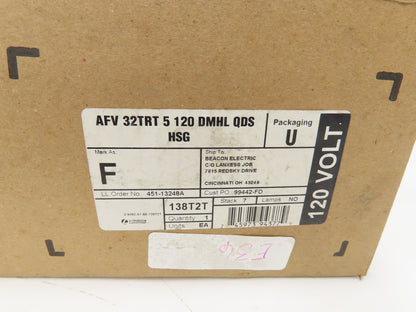 AFV 32TRT 5 120 DMHL QDS
HSG
Packaging
U
120 VOLT
Mark As
F
Ship To:
BEACON ELECTRIC
C/O LANXESS JOB
7815 REDSKY DRIVE
CINCINNATI OH 45249
LL Order No. 451-13248A
Cust PO 99442-FD
138T2T
Stack 7
Lamps NO
Quantity 1
Units EA